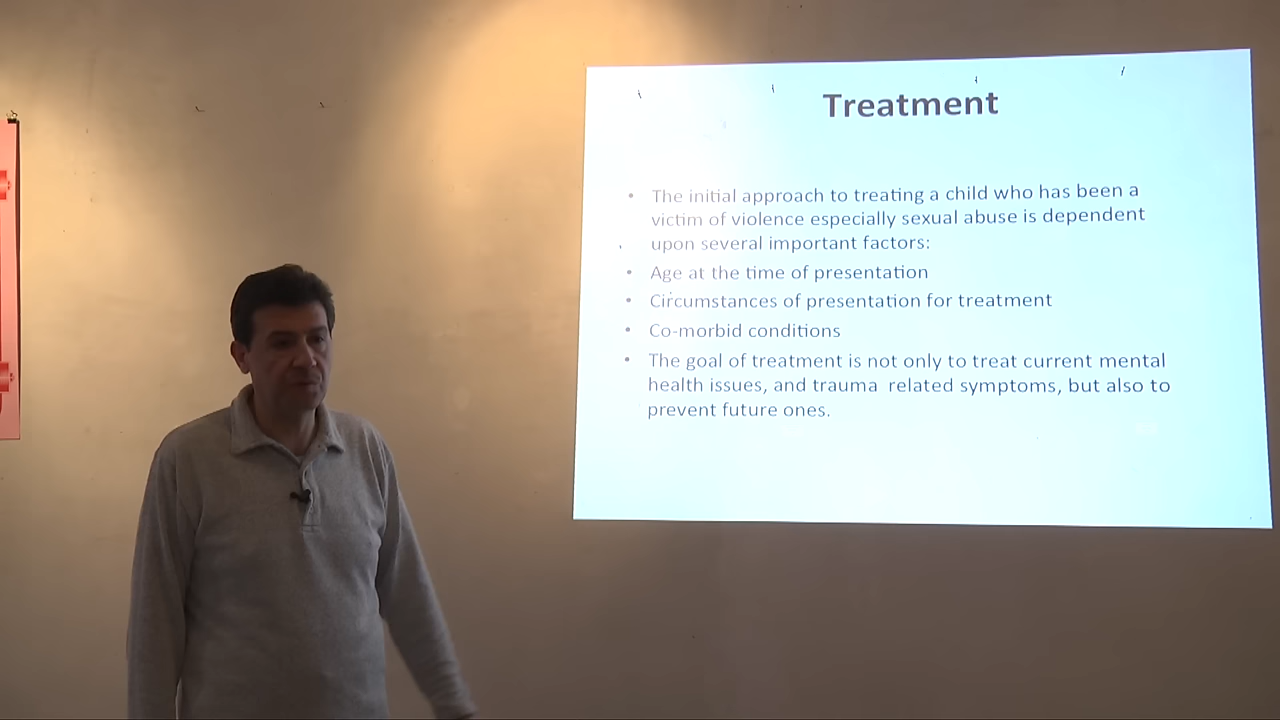 Treatment
• The initial approach to treating a child who has been a
victim of violence especially sexual abuse is dependent
upon several important factors:
• Age at the time of presentation
• Circumstances of presentation for treatment
• Co-morbid conditions
• The goal of treatment is not only to treat current mental
health issues, and trauma related symptoms, but also to
prevent future ones.